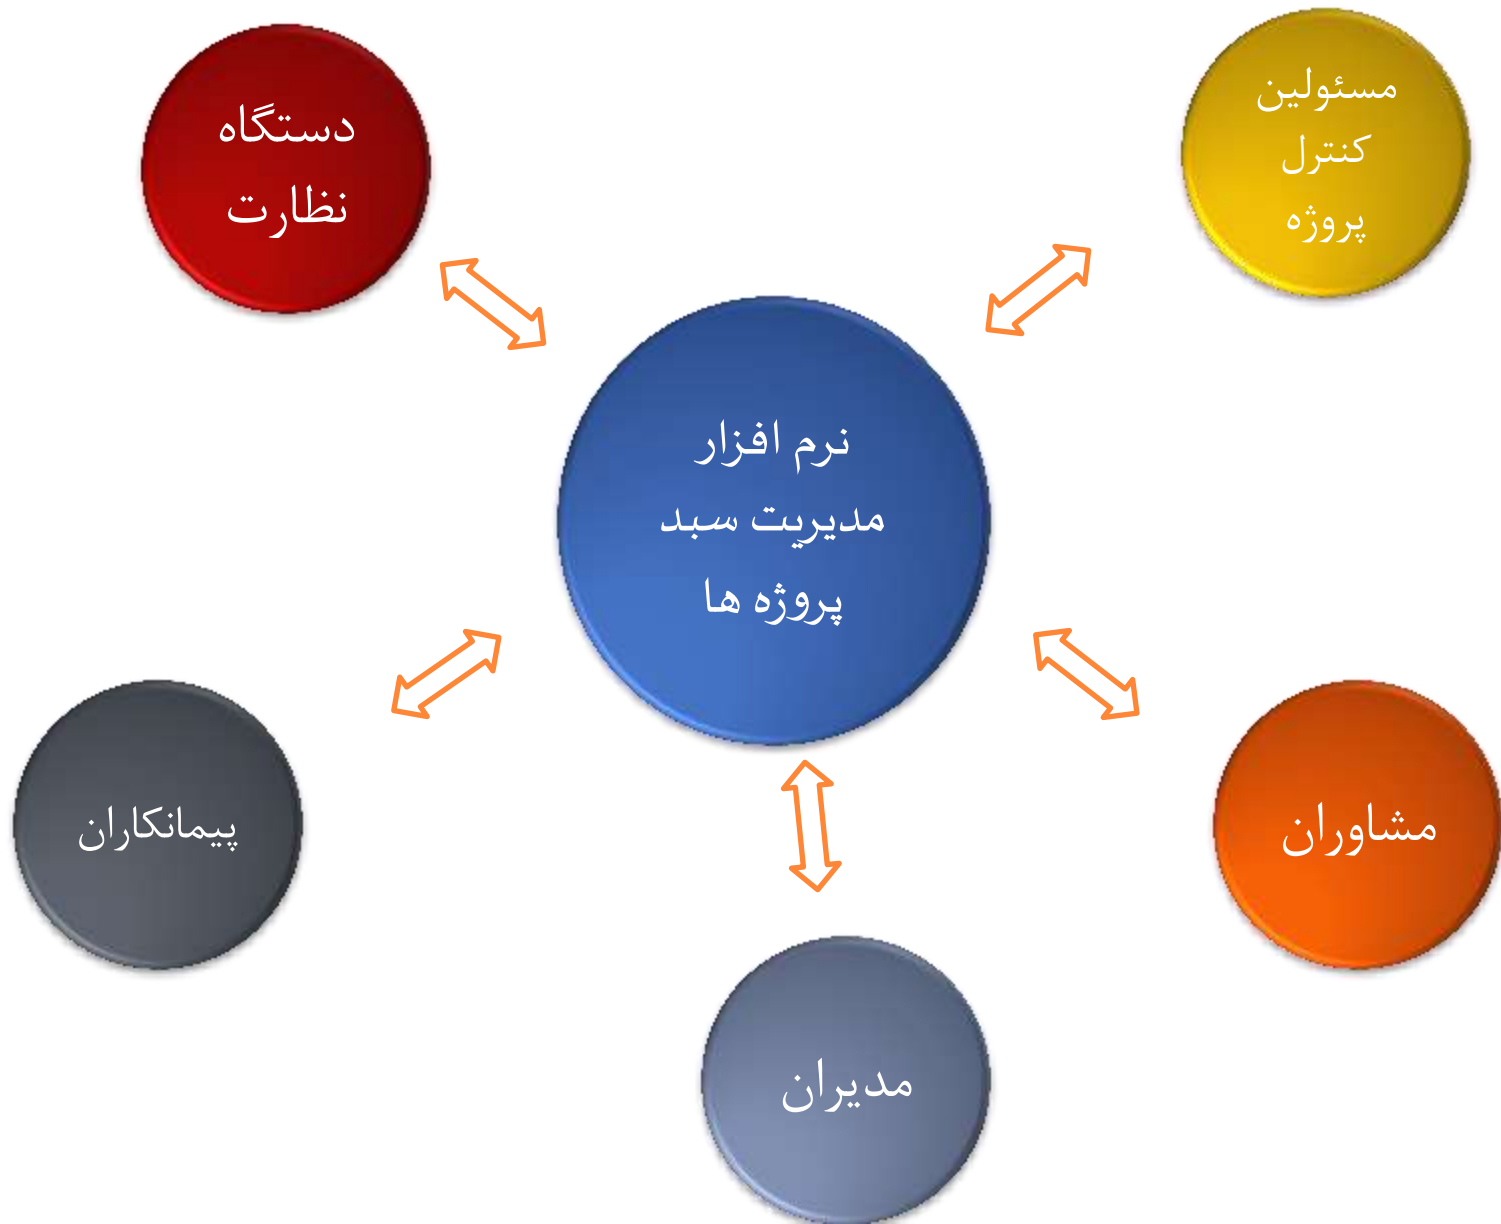 مسئولین
کنترل
پروژه
دستگاه
نظارت
نرم افزار
مدیریت سبد
پروژه ها
مشاوران
پیمانکاران
مدیران